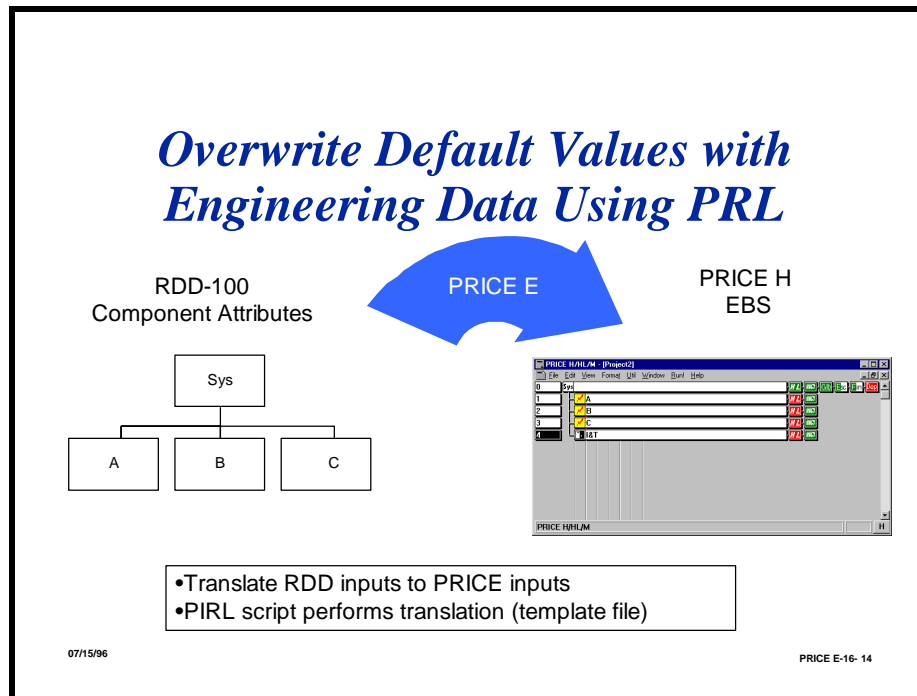 Overwrite Default Values with
Engineering Data Using PRL
RDD-100
Component Attributes
PRICE E
PRICE H
EBS
Sys
A
B
C
PRICE H/HL/M - [Project2]
File Edit View Format Util Window Run! Help
0 Sys
1 A
2 B
3 C
4 I&T
PRICE H/HL/M
H
•Translate RDD inputs to PRICE inputs
•PIRL script performs translation (template file)
07/15/96
PRICE E-16- 14